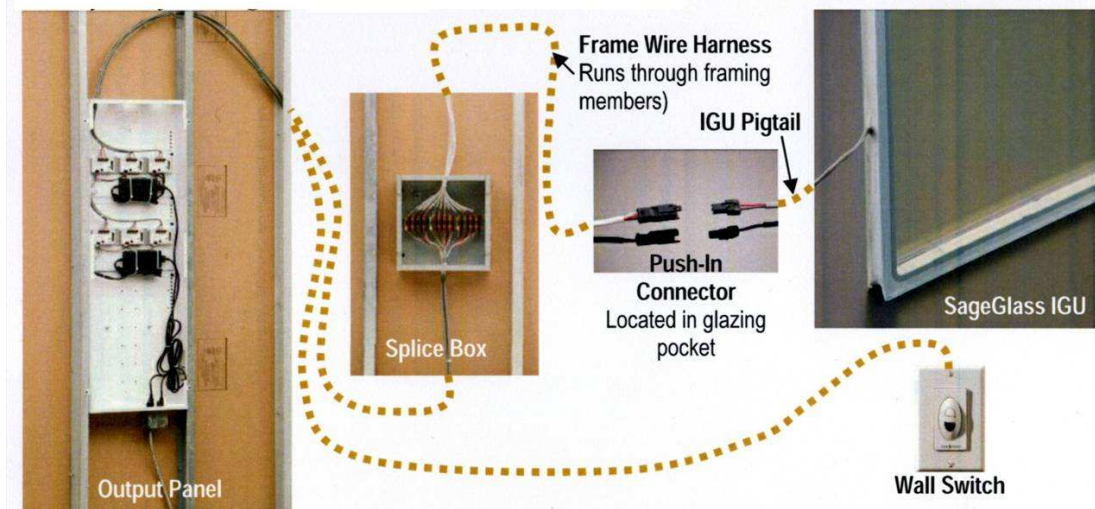 Frame Wire Harness
Runs through framing
members)
IGU Pigtail
Push-In
Connector
Located in glazing
pocket
Splice Box
SageGlass IGU
Output Panel
Wall Switch